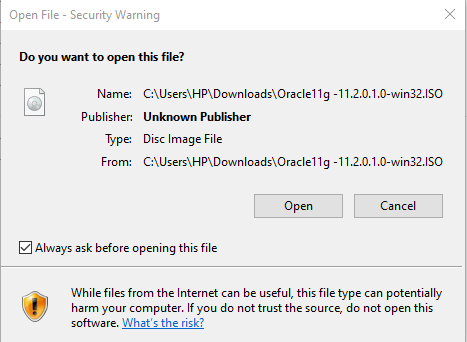 Open File - Security Warning
Do you want to open this file?
Name: C:\Users\HP\Downloads\Oracle11g -11.2.0.1.0-win32.ISO
Publisher: Unknown Publisher
Type: Disc Image File
From: C:\Users\HP\Downloads\Oracle11g -11.2.0.1.0-win32.ISO
Open Cancel
Always ask before opening this file
While files from the Internet can be useful, this file type can potentially
harm your computer. If you do not trust the source, do not open this
software. What's the risk?